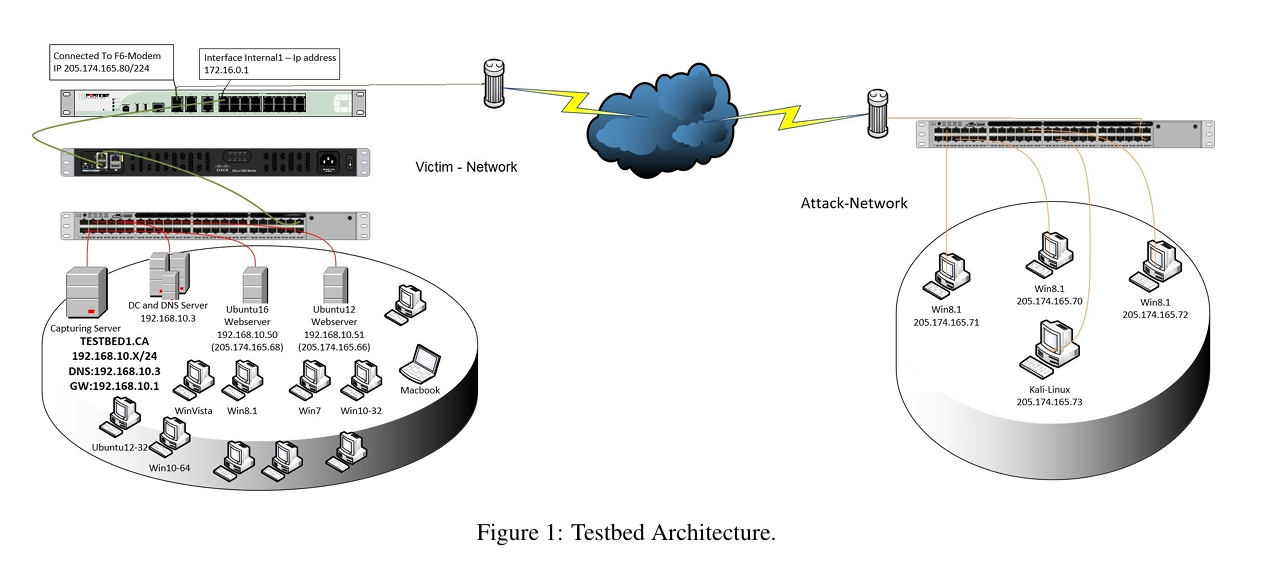 Connected To F6-Modem
IP 205.174.165.80/224
Interface Internal1 – Ip address
172.16.0.1
Victim - Network
Attack-Network
Capturing Server
DC and DNS Server
192.168.10.3
Ubuntu16
Webserver
192.168.10.50
(205.174.165.68)
Ubuntu12
Webserver
192.168.10.51
(205.174.165.66)
TESTBED1.CA
192.168.10.X/24
DNS:192.168.10.3
GW:192.168.10.1
WinVista
Win8.1
Win7
Win10-32
Macbook
Ubuntu12-32
Win10-64
Win8.1
205.174.165.71
Win8.1
205.174.165.70
Win8.1
205.174.165.72
Kali-Linux
205.174.165.73
Figure 1: Testbed Architecture.